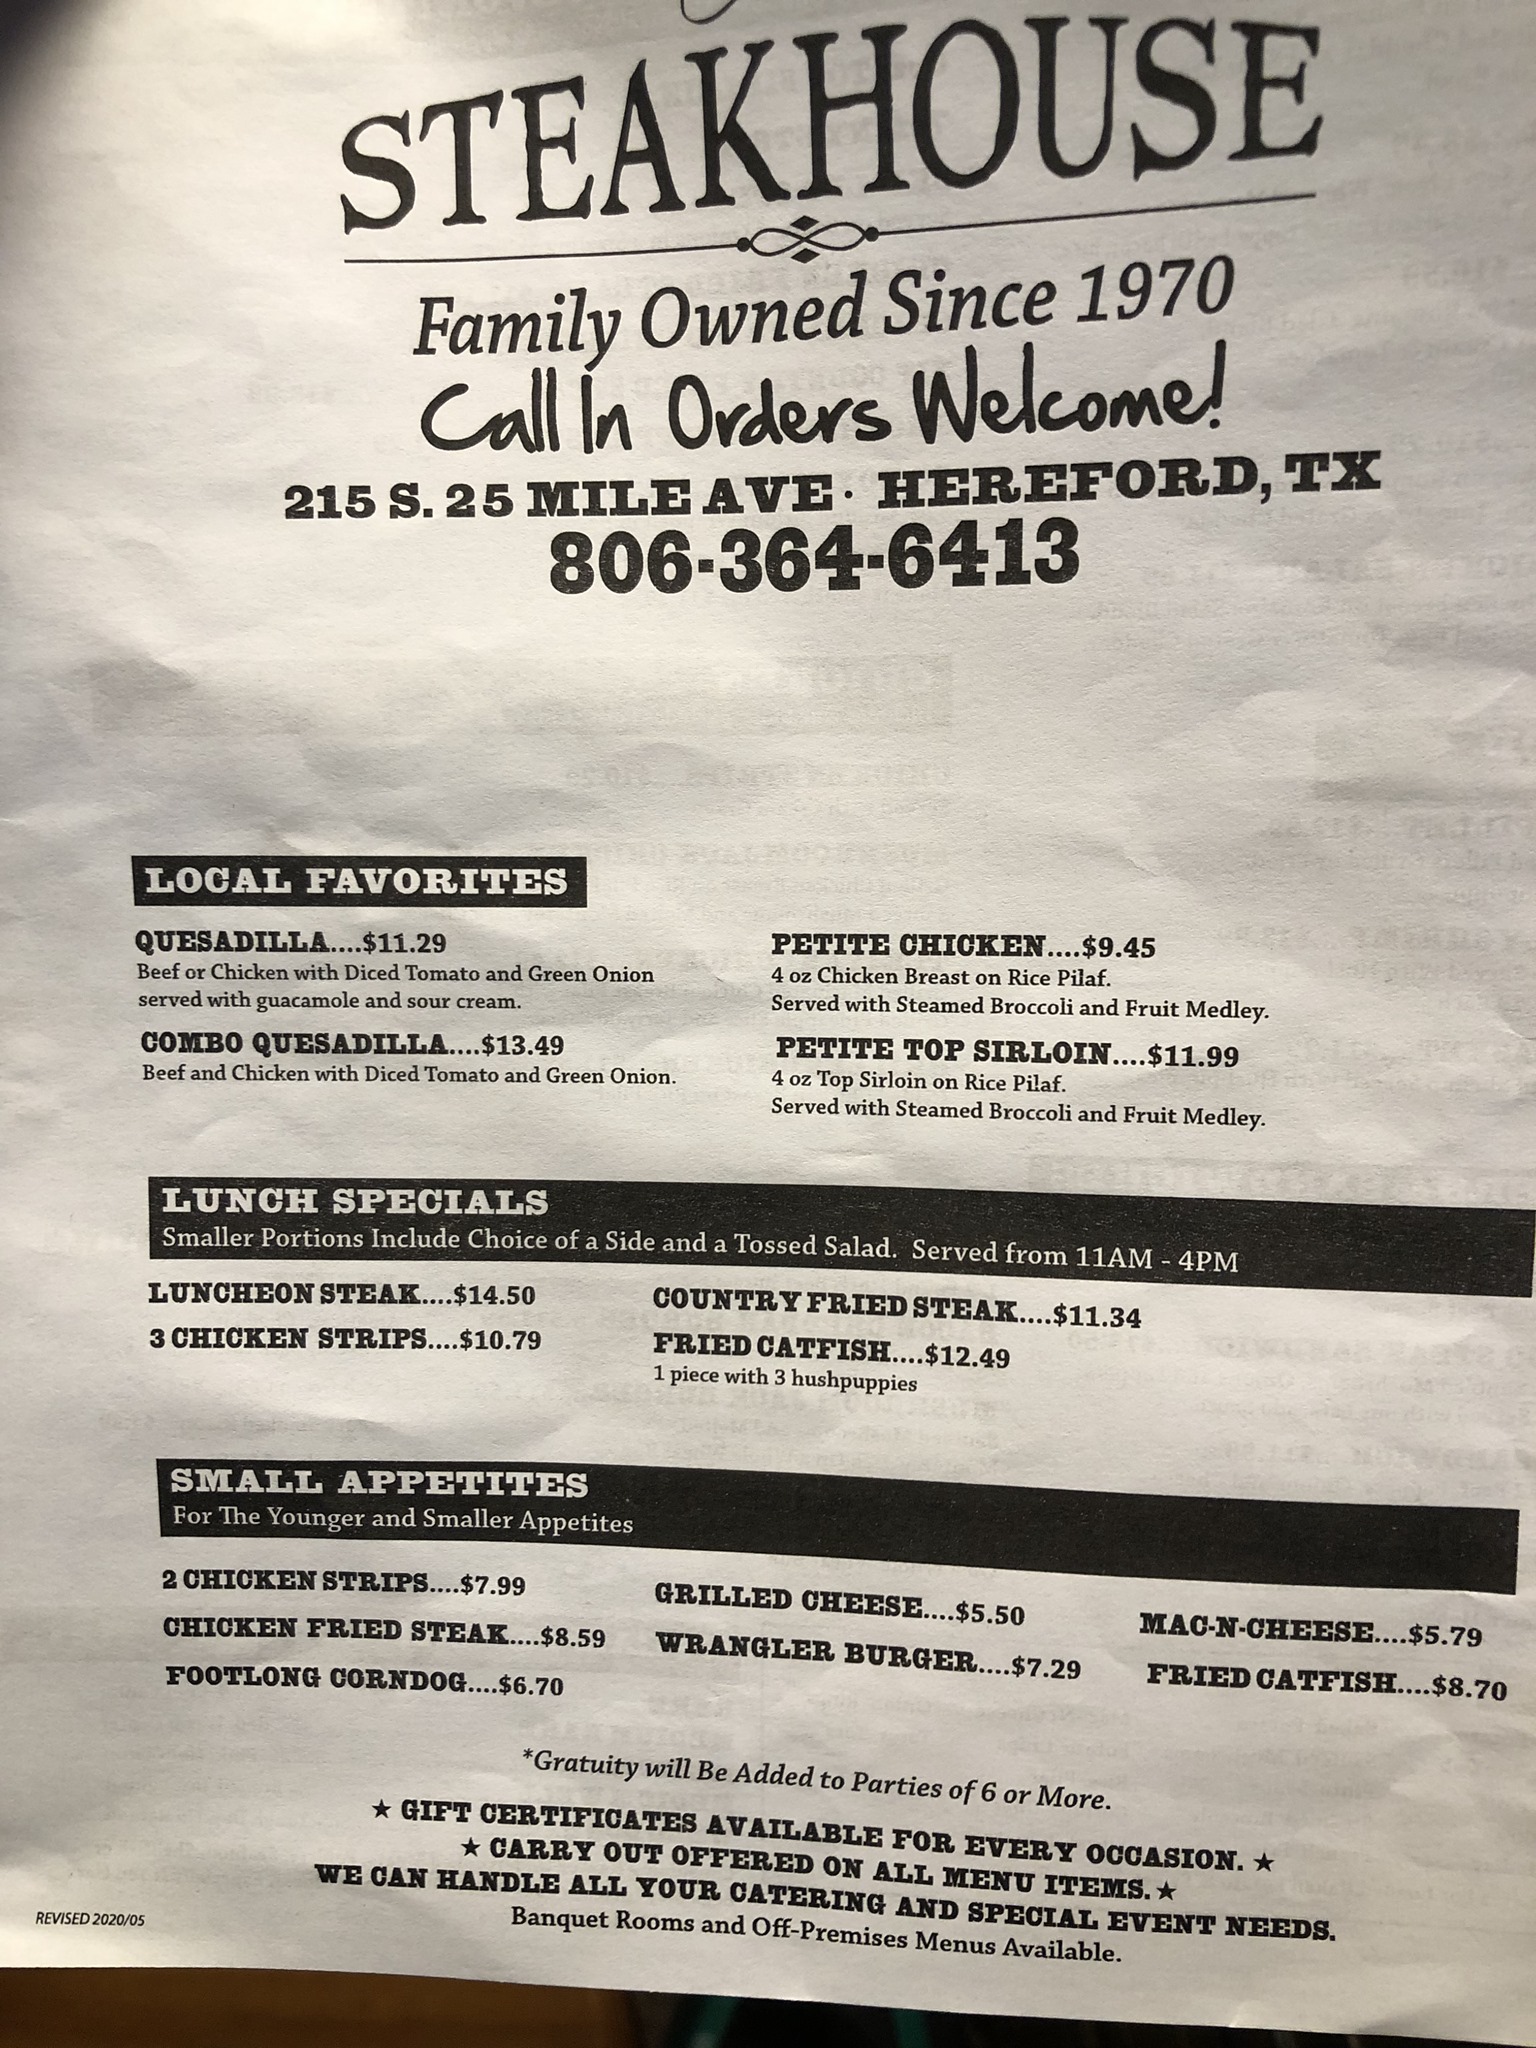 STEAKHOUSE
Family Owned Since 1970
Call In Orders Welcome!
215 S. 25 MILE AVE · HEREFORD, TX
806-364-6413
LOCAL FAVORITES
QUESADILLA....$11.29
Beef or Chicken with Diced Tomato and Green Onion
served with guacamole and sour cream.
COMBO QUESADILLA....$13.49
Beef and Chicken with Diced Tomato and Green Onion.
PETITE CHICKEN....$9.45
4 oz Chicken Breast on Rice Pilaf.
Served with Steamed Broccoli and Fruit Medley.
PETITE TOP SIRLOIN....$11.99
4 oz Top Sirloin on Rice Pilaf.
Served with Steamed Broccoli and Fruit Medley.
LUNCH SPECIALS
Smaller Portions Include Choice of a Side and a Tossed Salad. Served from 11AM - 4PM
LUNCHEON STEAK....$14.50
3 CHICKEN STRIPS....$10.79
COUNTRY FRIED STEAK....$11.34
FRIED CATFISH....$12.49
1 piece with 3 hushpuppies
SMALL APPETITES
For The Younger and Smaller Appetites
2 CHICKEN STRIPS....$7.99
CHICKEN FRIED STEAK....$8.59
FOOTLONG CORNDOG....$6.70
GRILLED CHEESE....$5.50
WRANGLER BURGER....$7.29
MAC-N-CHEESE....$5.79
FRIED CATFISH....$8.70
*Gratuity will Be Added to Parties of 6 or More.
★ GIFT CERTIFICATES AVAILABLE FOR EVERY OCCASION. ★
★ CARRY OUT OFFERED ON ALL MENU ITEMS. ★
WE CAN HANDLE ALL YOUR CATERING AND SPECIAL EVENT NEEDS.
Banquet Rooms and Off-Premises Menus Available.
REVISED 2020/05